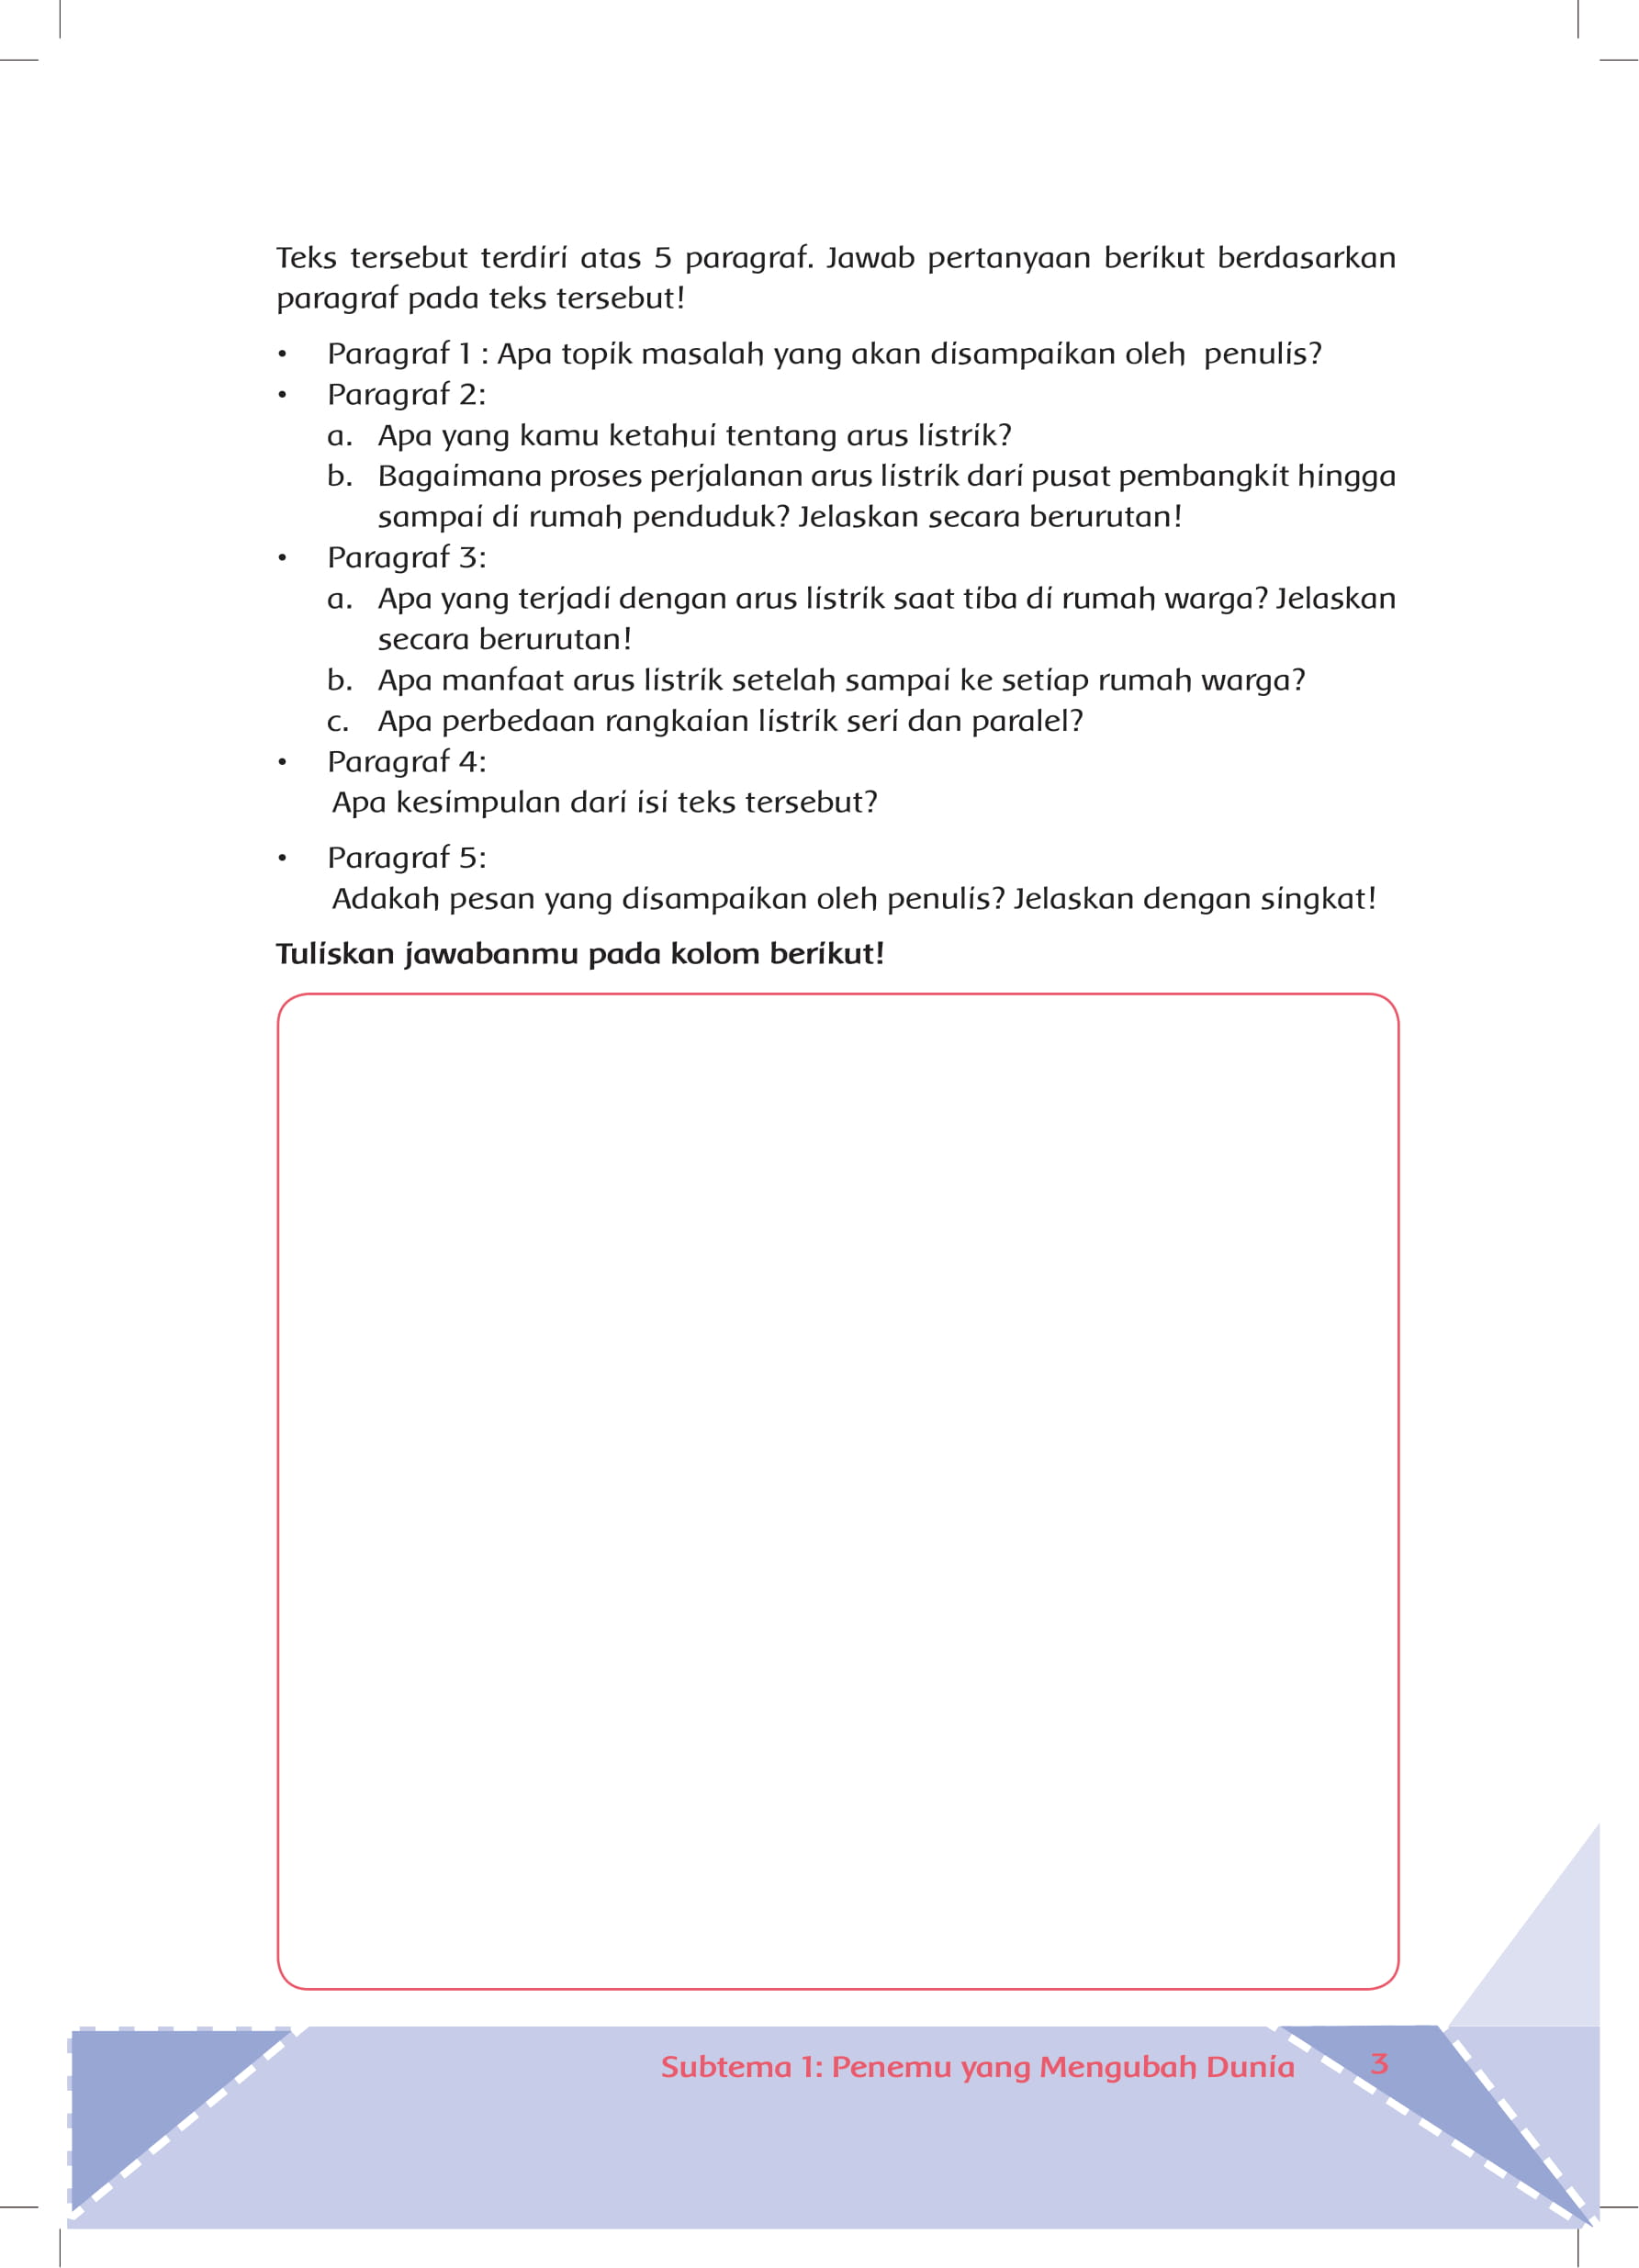 Teks tersebut terdiri atas 5 paragraf. Jawab pertanyaan berikut berdasarkan
paragraf pada teks tersebut!
• Paragraf 1 : Apa topik masalah yang akan disampaikan oleh penulis?
• Paragraf 2:
a. Apa yang kamu ketahui tentang arus listrik?
b. Bagaimana proses perjalanan arus listrik dari pusat pembangkit hingga
sampai di rumah penduduk? Jelaskan secara berurutan!
• Paragraf 3:
a. Apa yang terjadi dengan arus listrik saat tiba di rumah warga? Jelaskan
secara berurutan!
b. Apa manfaat arus listrik setelah sampai ke setiap rumah warga?
c. Apa perbedaan rangkaian listrik seri dan paralel?
• Paragraf 4:
Apa kesimpulan dari isi teks tersebut?
• Paragraf 5:
Adakah pesan yang disampaikan oleh penulis? Jelaskan dengan singkat!
Tuliskan jawabanmu pada kolom berikut!
Subtema 1: Penemu yang Mengubah Dunia 3